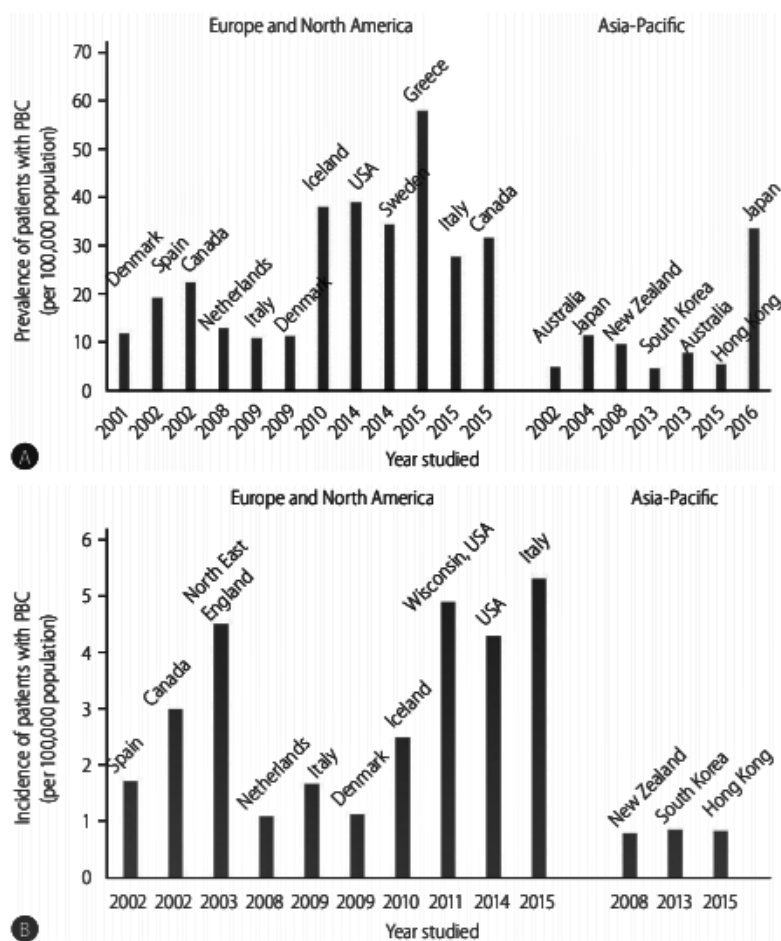 Europe and North America
Asia-Pacific
Prevalence of patients with PBC
(per 100,000 population)
70
60
50
40
30
20
10
0
Denmark
Spain
Canada
Netherlands
Italy
Denmark
Iceland
USA
Sweden
Greece
Italy
Canada
Australia
Japan
New Zealand
South Korea
Australia
Hong Kong
Japan
2001
2002
2002
2008
2009
2009
2010
2014
2014
2015
2015
2015
2002
2004
2008
2013
2013
2015
2016
Year studied
A
Europe and North America
Asia-Pacific
Incidence of patients with PBC
(per 100,000 population)
6
5
4
3
2
1
0
Spain
Canada
North East
England
Netherlands
Italy
Denmark
Iceland
Wisconsin, USA
USA
Italy
New Zealand
South Korea
Hong Kong
2002
2002
2003
2008
2009
2009
2010
2011
2014
2015
2008
2013
2015
Year studied
B